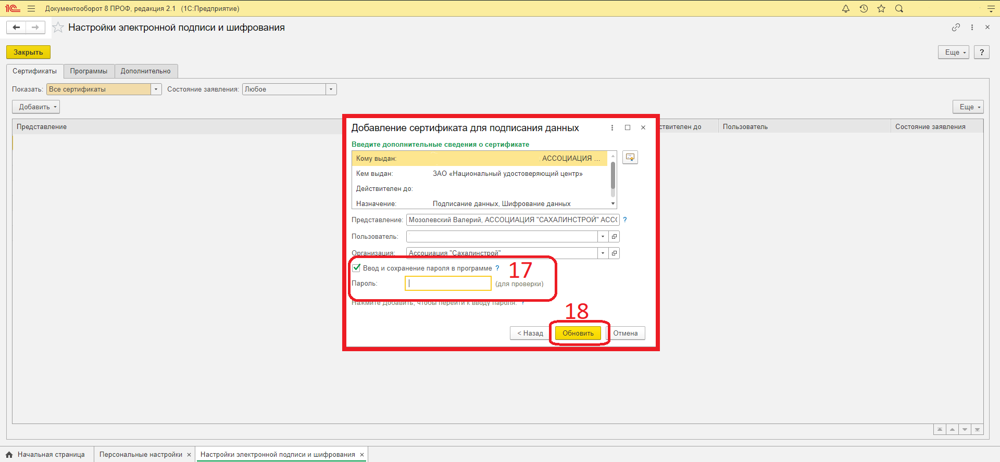 1С Документооборот 8 ПРОФ, редакция 2.1 (1С:Предприятие)
Настройки электронной подписи и шифрования
Закрыть
Еще
?
Сертификаты Программы Дополнительно
Показать: Все сертификаты Состояние заявления: Любое
Добавить
Еще
Представление
ствителен до Пользователь Состояние заявления
Добавление сертификата для подписания данных
Введите дополнительные сведения о сертификате
Кому выдан: АССОЦИАЦИЯ ...
Кем выдан: ЗАО «Национальный удостоверяющий центр»
Действителен до:
Назначение: Подписание данных, Шифрование данных
Представление: Мозолевский Валерий, АССОЦИАЦИЯ "САХАЛИНСТРОЙ" АССО ?
Пользователь:
Организация: Ассоциация "Сахалинстрой"
Ввод и сохранение пароля в программе ? 17
Пароль: (для проверки)
Нажмите Добавить, чтобы перейти к вводу пароля. ?
18
< Назад Обновить Отмена
Начальная страница Персональные настройки Настройки электронной подписи и шифрования